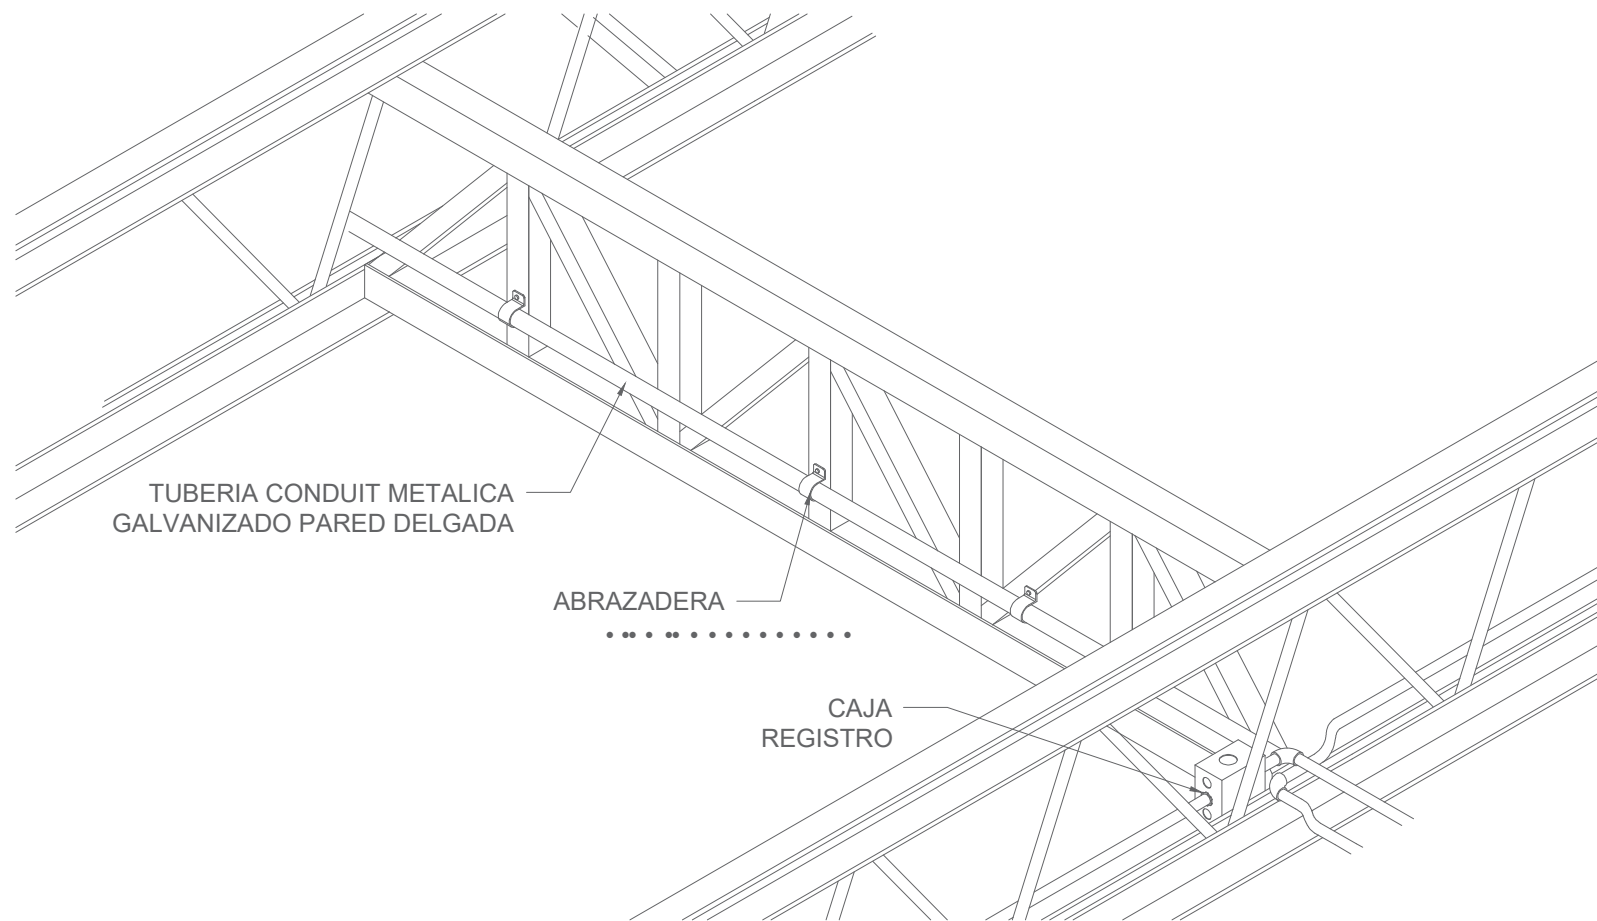 TUBERIA CONDUIT METALICA
GALVANIZADO PARED DELGADA
ABRAZADERA
CAJA
REGISTRO